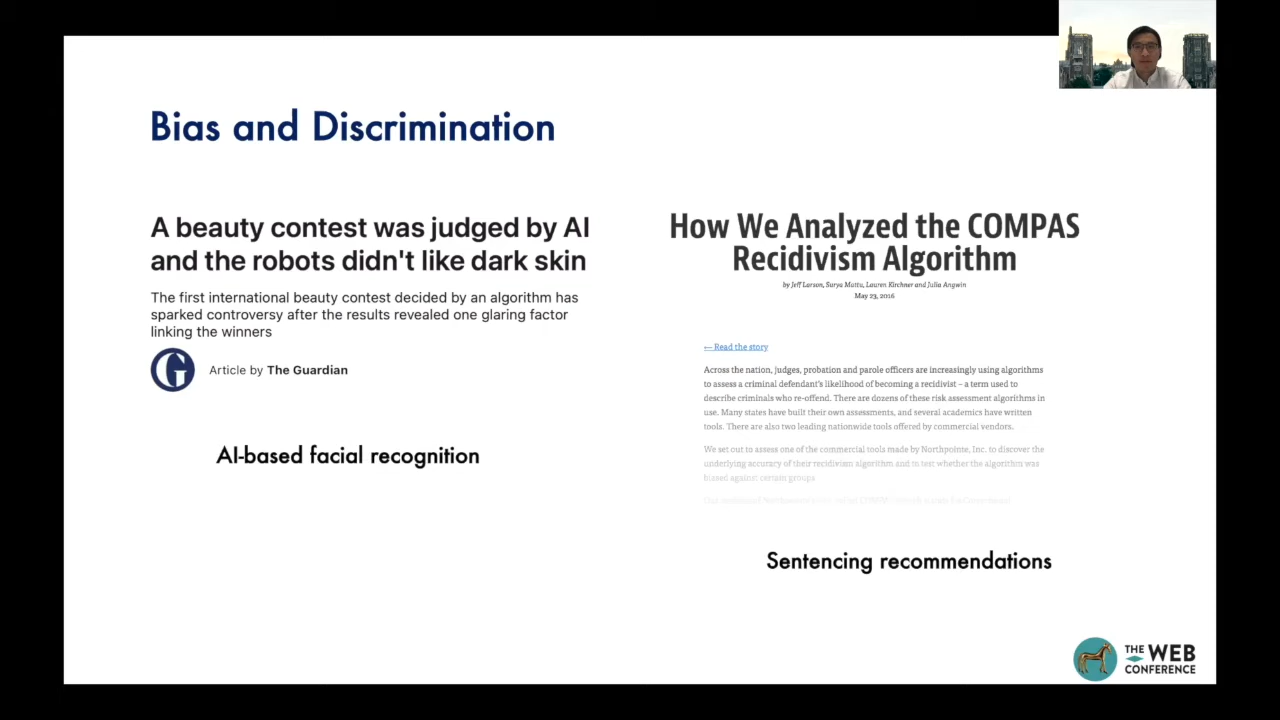 Bias and Discrimination
A beauty contest was judged by AI
and the robots didn't like dark skin
The first international beauty contest decided by an algorithm has
sparked controversy after the results revealed one glaring factor
linking the winners
Article by The Guardian
AI-based facial recognition
How We Analyzed the COMPAS
Recidivism Algorithm
by Jeff Larson, Surya Mattu, Lauren Kirchner and Julia Angwin
May 23, 2016
← Read the story
Across the nation, judges, probation and parole officers are increasingly using algorithms
to assess a criminal defendant's likelihood of becoming a recidivist – a term used to
describe criminals who re-offend. There are dozens of these risk assessment algorithms in
use. Many states have built their own assessments, and several academics have written
tools. There are also two leading nationwide tools offered by commercial vendors.
We set out to assess one of the commercial tools made by Northpointe, Inc. to discover the
underlying accuracy of their recidivism algorithm and to test whether the algorithm was
biased against certain groups
Sentencing recommendations
THE WEB
CONFERENCE